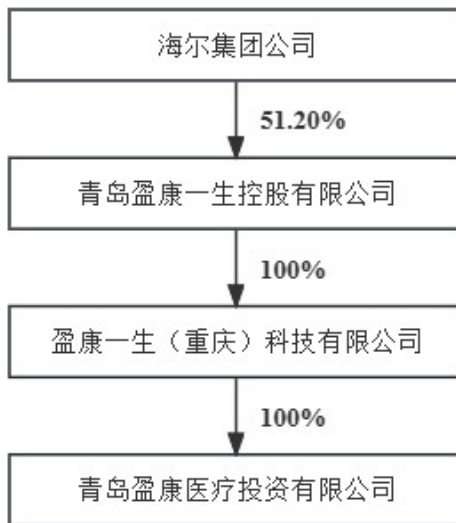 海尔集团公司
51.20%
青岛盈康一生控股有限公司
100%
盈康一生（重庆）科技有限公司
100%
青岛盈康医疗投资有限公司